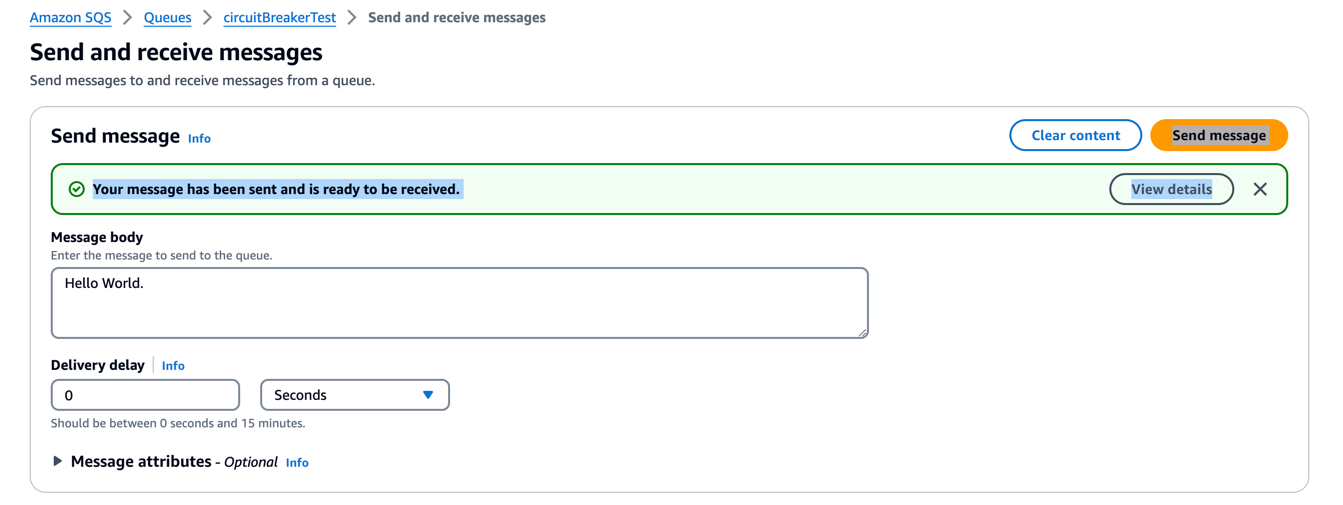 Amazon SQS > Queues > circuitBreakerTest > Send and receive messages
Send and receive messages
Send messages to and receive messages from a queue.
Send message Info Clear content Send message
Your message has been sent and is ready to be received. View details
Message body
Enter the message to send to the queue.
Hello World.
Delivery delay Info
0 Seconds
Should be between 0 seconds and 15 minutes.
Message attributes - Optional Info